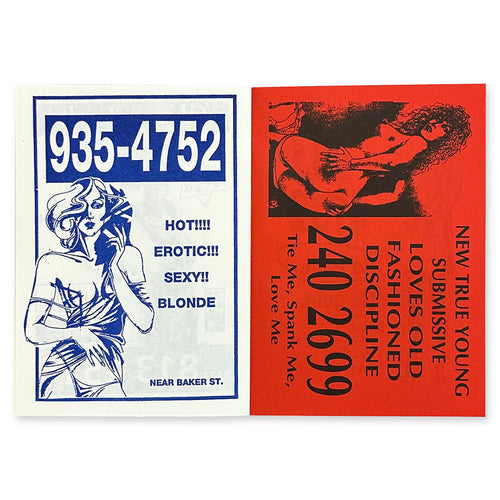 935-4752
HOT!!!!
EROTIC!!!
SEXY!!
BLONDE
NEAR BAKER ST.
NEW TRUE YOUNG
SUBMISSIVE
LOVES OLD
FASHIONED
DISCIPLINE
240 2699
Tie Me, Spank Me,
Love Me